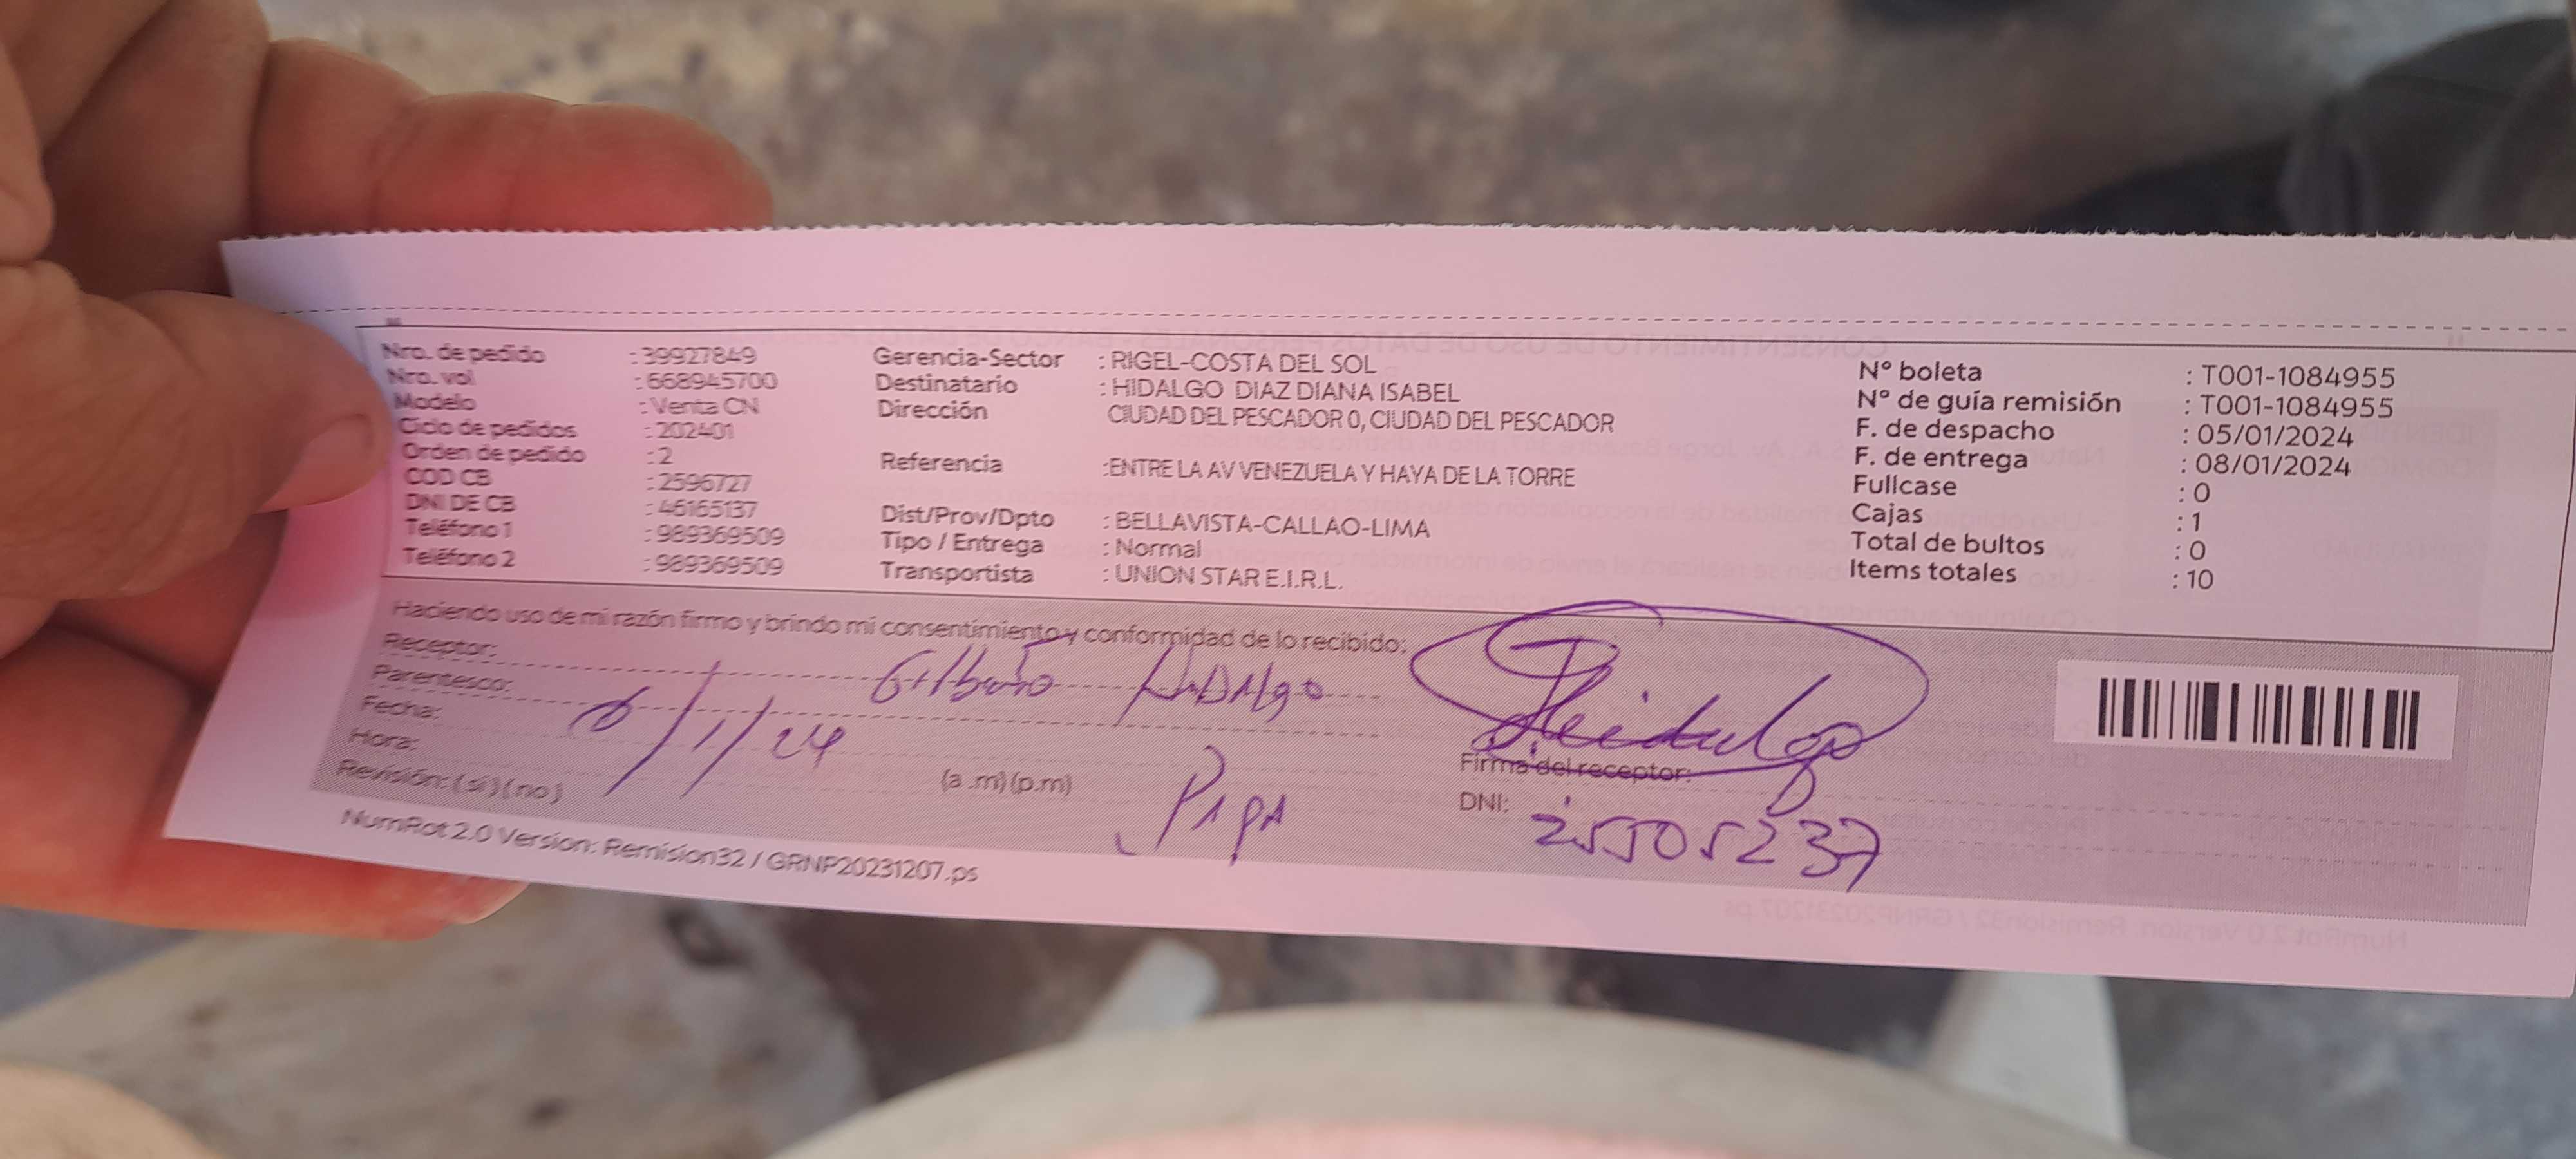 Nro. de pedido : 39927849
Nro. vol : 668945700
Modelo : Venta CN
Ciclo de pedidos : 202401
Orden de pedido : 2
COD CB : 2596727
DNI DE CB : 46165137
Teléfono 1 : 989369509
Teléfono 2 : 989369509
Gerencia-Sector : RIGEL-COSTA DEL SOL
Destinatario : HIDALGO DIAZ DIANA ISABEL
Dirección CIUDAD DEL PESCADOR 0, CIUDAD DEL PESCADOR
Referencia :ENTRE LA AV VENEZUELA Y HAYA DE LA TORRE
Dist/Prov/Dpto : BELLAVISTA-CALLAO-LIMA
Tipo / Entrega : Normal
Transportista : UNION STAR E.I.R.L.
N° boleta : T001-1084955
N° de guía remisión : T001-1084955
F. de despacho : 05/01/2024
F. de entrega : 08/01/2024
Fullcase : 0
Cajas : 1
Total de bultos : 0
Items totales : 10
Haciendo uso de mi razón firmo y brindo mi consentimiento y conformidad de lo recibido:
Receptor: Gilberto Hidalgo
Parentesco:
Fecha: /1/24
Hora: (a .m) (p.m)
Revisión: ( si ) ( no )
PAPA
Firma del receptor:
DNI: 25505237
NumRot 2.0 Version: Remision32 / GRNP20231207.ps